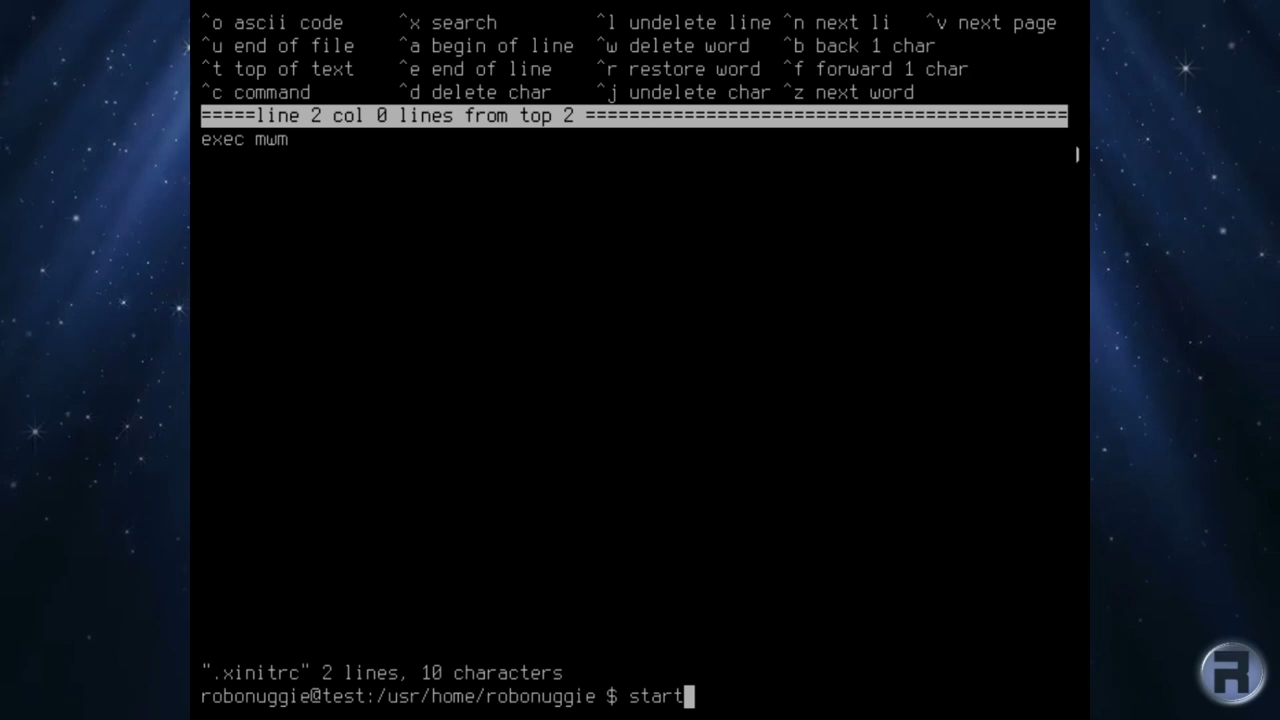 ^o ascii code ^x search ^l undelete line ^n next li ^v next page
^u end of file ^a begin of line ^w delete word ^b back 1 char
^t top of text ^e end of line ^r restore word ^f forward 1 char
^c command ^d delete char ^j undelete char ^z next word
=====line 2 col 0 lines from top 2 ============================================
exec mwm
".xinitrc" 2 lines, 10 characters
robonuggie@test:/usr/home/robonuggie $ start
R